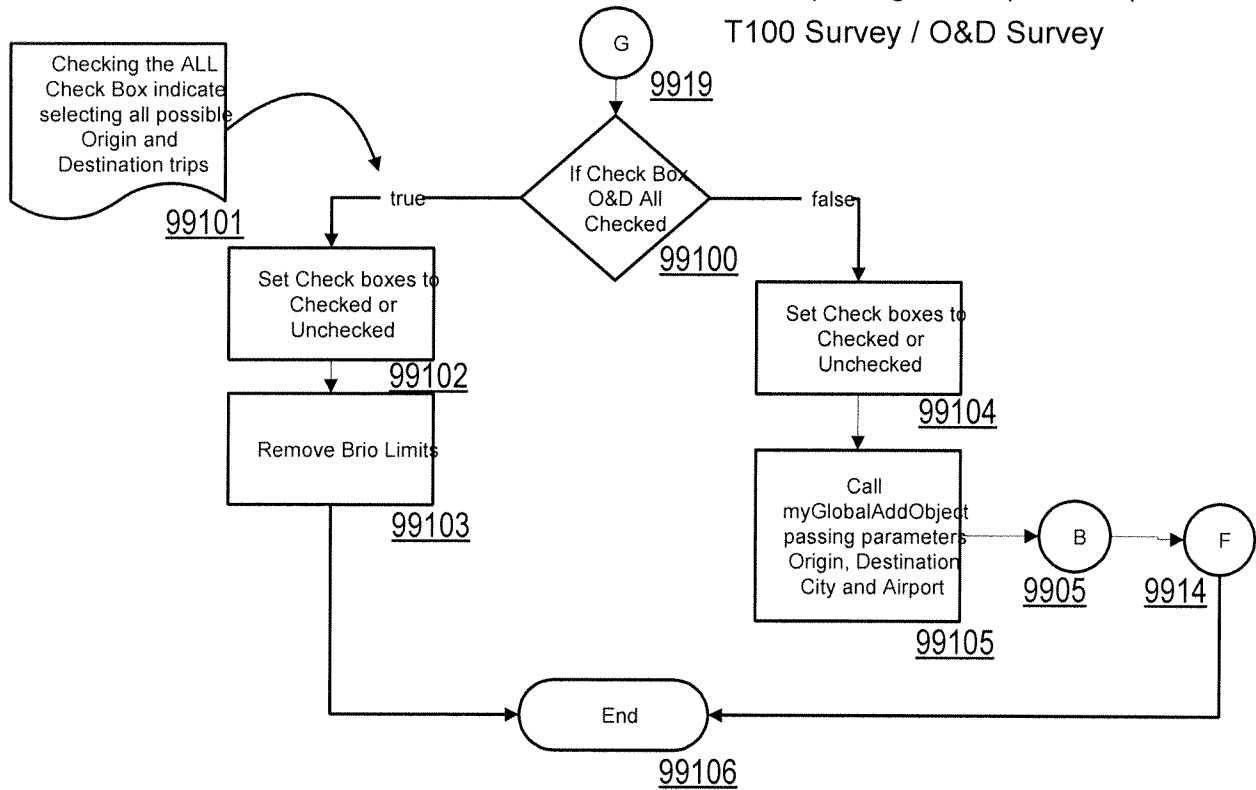 T100 Survey / O&D Survey
G
9919
Checking the ALL
Check Box indicate
selecting all possible
Origin and
Destination trips
99101
If Check Box
O&D All
Checked
99100
true
false
Set Check boxes to
Checked or
Unchecked
99102
Remove Brio Limits
99103
Set Check boxes to
Checked or
Unchecked
99104
Call
myGlobalAddObject
passing parameters
Origin, Destination
City and Airport
99105
B
9905
F
9914
End
99106